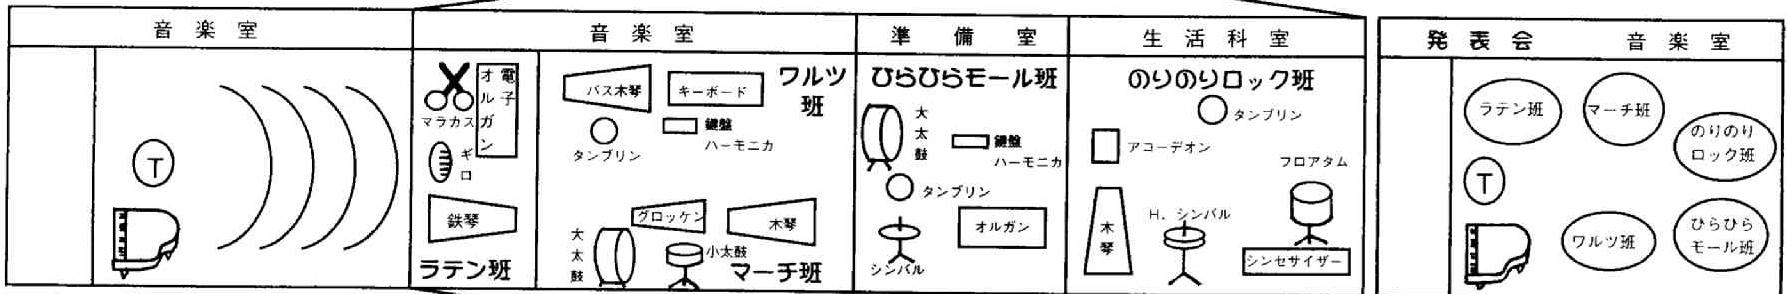 音楽室
T
音楽室
マラカス
電子
オルガン
ギロ
鉄琴
ラテン班
ワルツ
班
バス木琴
キーボード
タンブリン
鍵盤
ハーモニカ
大太鼓
グロッケン
小太鼓
木琴
マーチ班
準備室
ひらひらモール班
大太鼓
鍵盤
ハーモニカ
タンブリン
シンバル
オルガン
生活科室
のりのりロック班
タンブリン
アコーデオン
フロアタム
木琴
H、シンバル
シンセサイザー
発表会 音楽室
ラテン班
マーチ班
のりのり
ロック班
T
ワルツ班
ひらひら
モール班